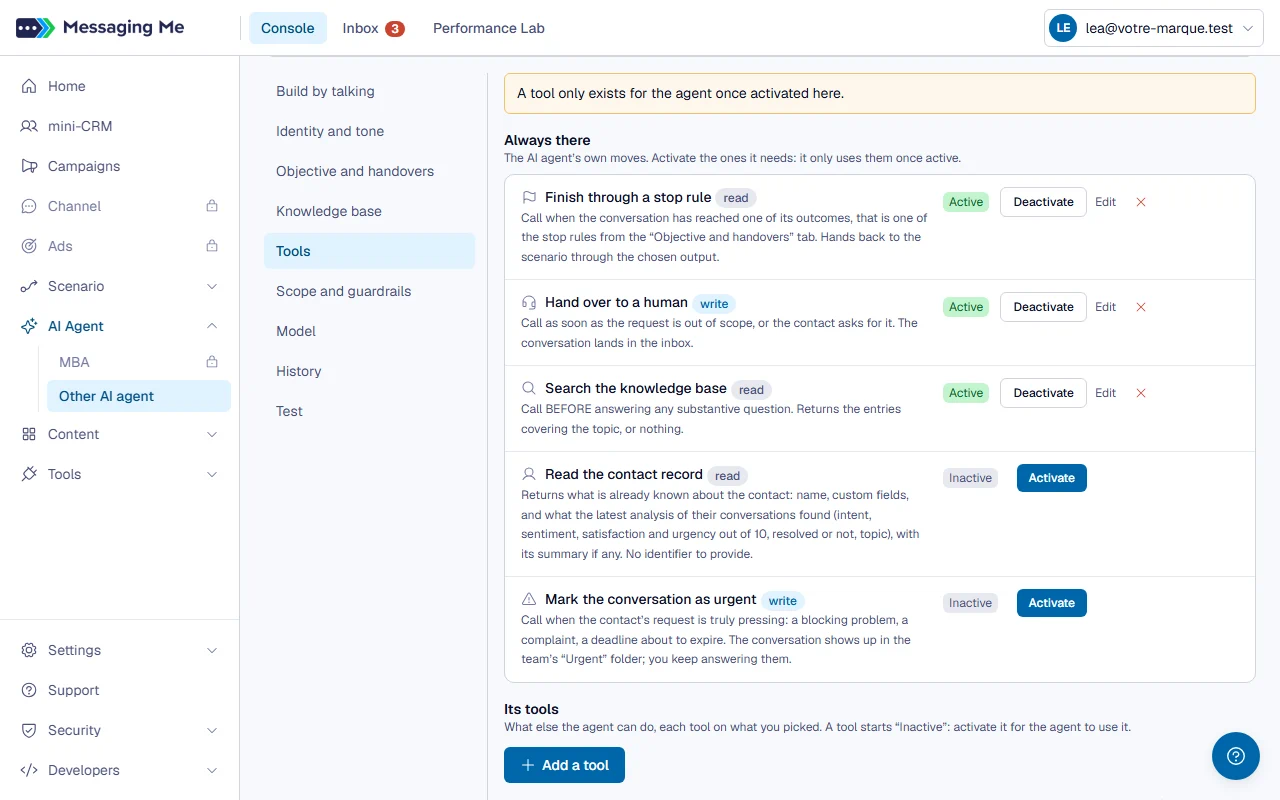 Messaging Me
Console
Inbox 3
Performance Lab
LE lea@votre-marque.test
Home
mini-CRM
Campaigns
Channel
Ads
Scenario
AI Agent
MBA
Other AI agent
Content
Tools
Settings
Support
Security
Developers
Build by talking
Identity and tone
Objective and handovers
Knowledge base
Tools
Scope and guardrails
Model
History
Test
A tool only exists for the agent once activated here.
Always there
The AI agent's own moves. Activate the ones it needs: it only uses them once active.
Finish through a stop rule read
Call when the conversation has reached one of its outcomes, that is one of
the stop rules from the “Objective and handovers” tab. Hands back to the
scenario through the chosen output.
Active Deactivate Edit
Hand over to a human write
Call as soon as the request is out of scope, or the contact asks for it. The
conversation lands in the inbox.
Active Deactivate Edit
Search the knowledge base read
Call BEFORE answering any substantive question. Returns the entries
covering the topic, or nothing.
Active Deactivate Edit
Read the contact record read
Returns what is already known about the contact: name, custom fields,
and what the latest analysis of their conversations found (intent,
sentiment, satisfaction and urgency out of 10, resolved or not, topic), with
its summary if any. No identifier to provide.
Inactive Activate
Mark the conversation as urgent write
Call when the contact's request is truly pressing: a blocking problem, a
complaint, a deadline about to expire. The conversation shows up in the
team's “Urgent” folder; you keep answering them.
Inactive Activate
Its tools
What else the agent can do, each tool on what you picked. A tool starts “Inactive”: activate it for the agent to use it.
Add a tool